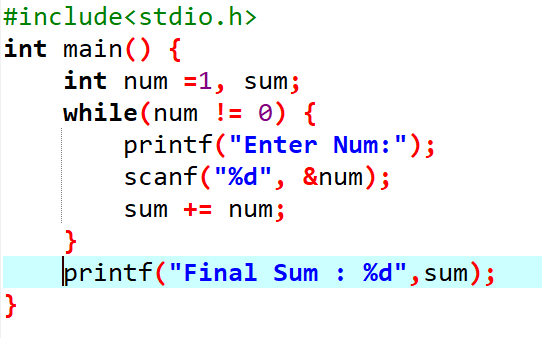 #include<stdio.h>
int main() {
    int num =1, sum;
    while(num != 0) {
        printf("Enter Num:");
        scanf("%d", &num);
        sum += num;
    }
    printf("Final Sum : %d",sum);
}